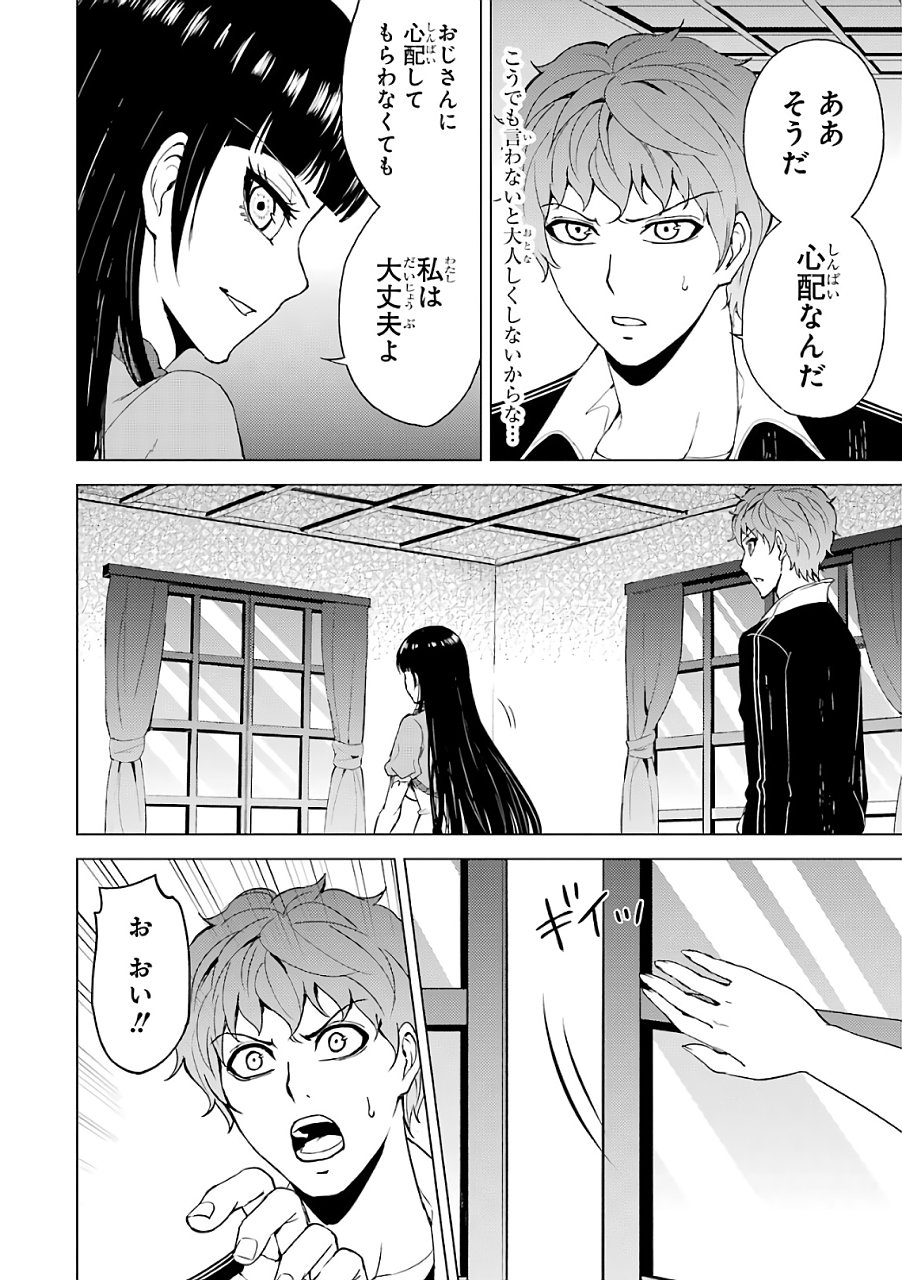 ああ
そうだ
心配なんだ
こうでも言わないと大人しくしないからな…
おじさんに
心配して
もらわなくても
私は
大丈夫よ
ギイッ
お おい!!